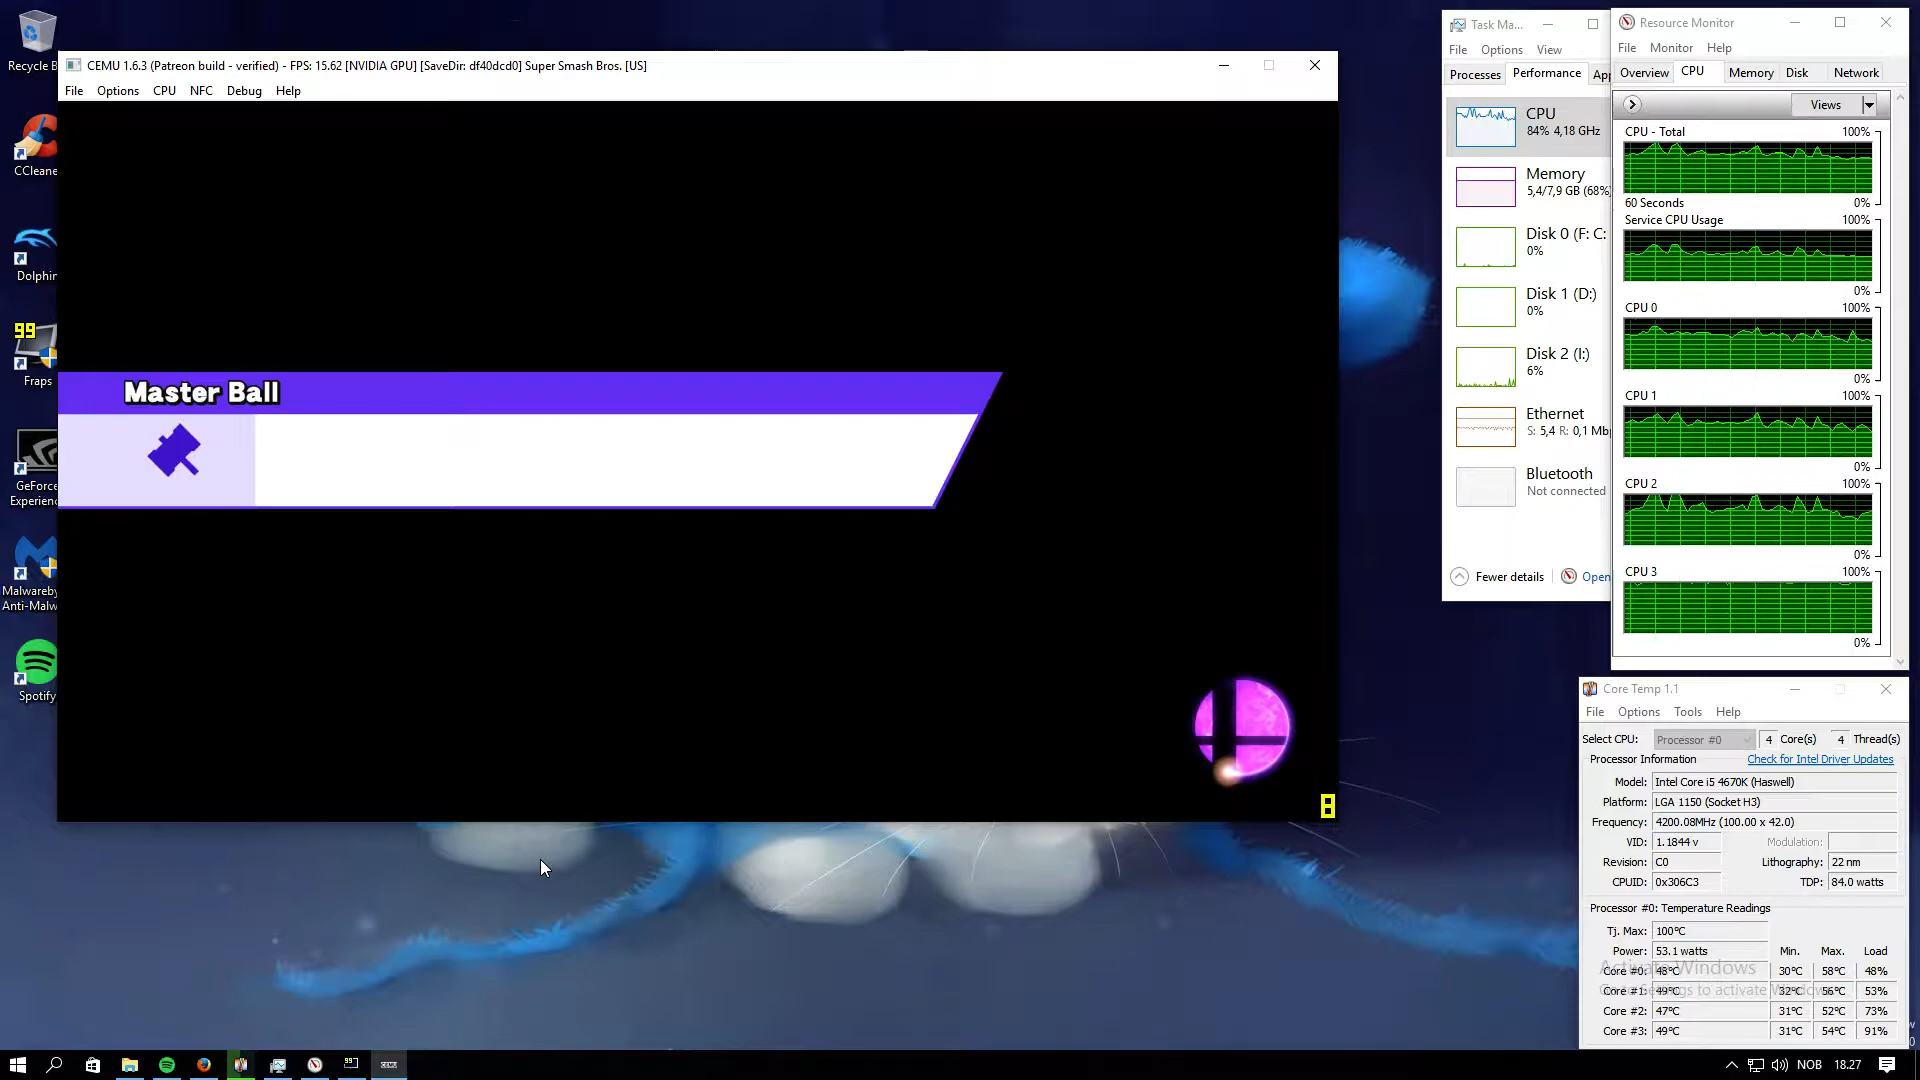 Recycle B
CCleane
Dolphin
99
Fraps
GeForce
Experienc
Malwareby
Anti-Malw
Spotify
CEMU 1.6.3 (Patreon build - verified) - FPS: 15.62 [NVIDIA GPU] [SaveDir: df40dcd0] Super Smash Bros. [US]
File Options CPU NFC Debug Help
Master Ball
8
Task Ma...
File Options View
Processes Performance App
CPU
84% 4,18 GHz
Memory
5,4/7,9 GB (68%)
Disk 0 (F: C:
0%
Disk 1 (D:)
0%
Disk 2 (I:)
6%
Ethernet
S: 5,4 R: 0,1 Mbp
Bluetooth
Not connected
Fewer details Open
Resource Monitor
File Monitor Help
Overview CPU Memory Disk Network
Views
CPU - Total 100%
60 Seconds 0%
Service CPU Usage 100%
0%
CPU 0 100%
0%
CPU 1 100%
0%
CPU 2 100%
0%
CPU 3 100%
0%
Core Temp 1.1
File Options Tools Help
Select CPU: Processor #0 4 Core(s) 4 Thread(s)
Processor Information Check for Intel Driver Updates
Model: Intel Core i5 4670K (Haswell)
Platform: LGA 1150 (Socket H3)
Frequency: 4200.08MHz (100.00 x 42.0)
VID: 1.1844 v Modulation:
Revision: C0 Lithography: 22 nm
CPUID: 0x306C3 TDP: 84.0 watts
Processor #0: Temperature Readings
Tj. Max: 100°C
Power: 53.1 watts Min. Max. Load
Activate Windows
Core #0: 48°C 30°C 58°C 48%
Core #1: 49°C 32°C 56°C 53%
Core #2: 47°C 31°C 52°C 73%
Core #3: 49°C 31°C 54°C 91%
99 CEMU NOB 18.27